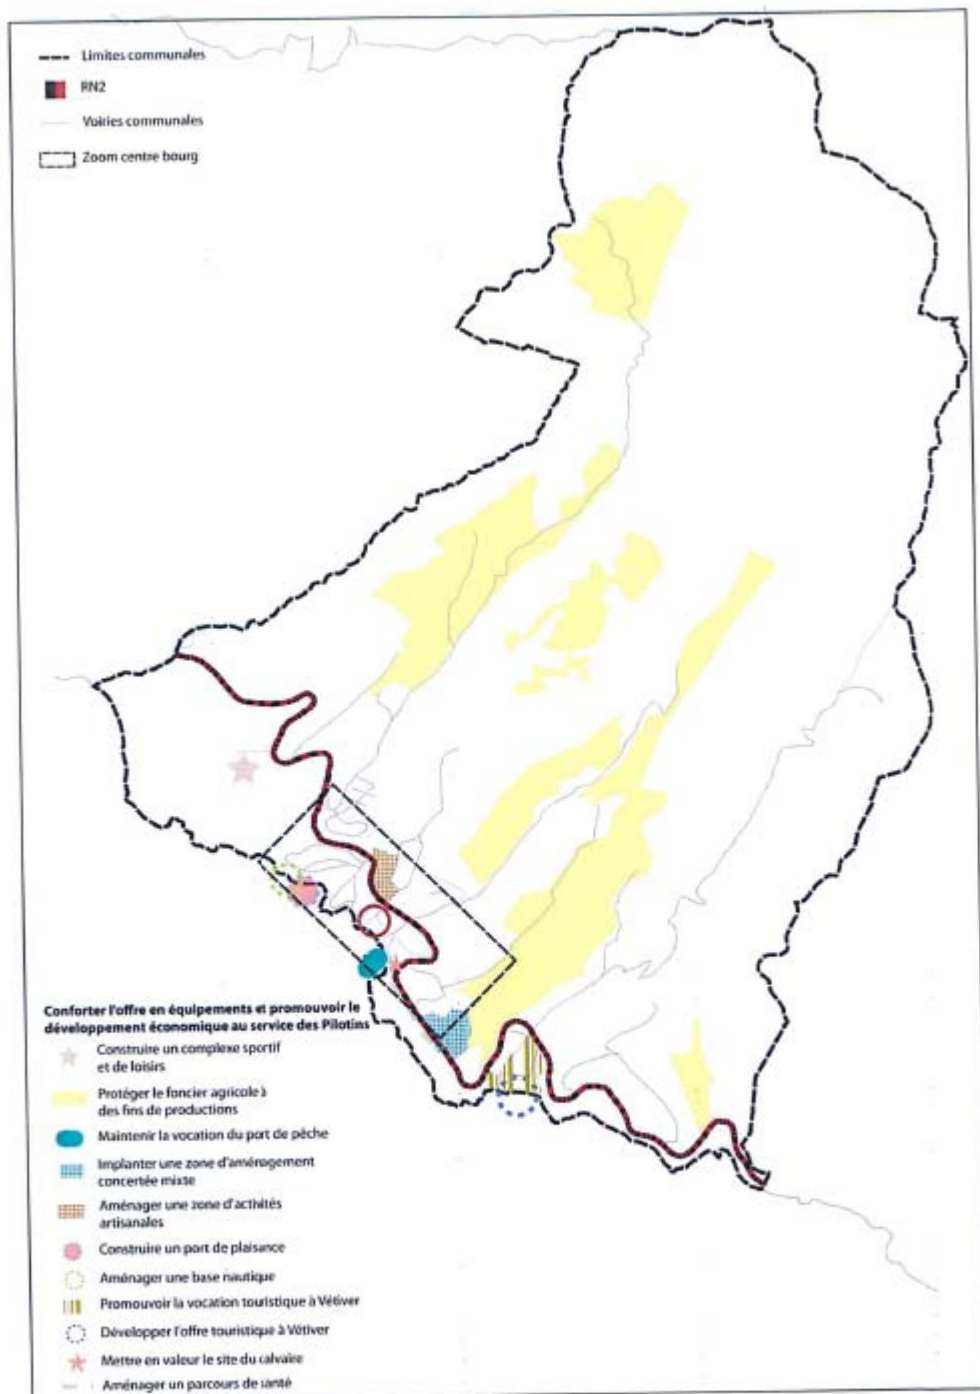 Limites communales
RN2
Voiries communales
Zoom centre bourg
Conforter l'offre en équipements et promouvoir le
développement économique au service des Pilotins
Construire un complexe sportif
et de loisirs
Protéger le foncier agricole à
des fins de productions
Maintenir la vocation du port de pêche
Implanter une zone d'aménagement
concertée mixte
Aménager une zone d'activités
artisanales
Construire un port de plaisance
Aménager une base nautique
Promouvoir la vocation touristique à Vétiver
Développer l'offre touristique à Vétiver
Mettre en valeur le site du calvaire
Aménager un parcours de santé